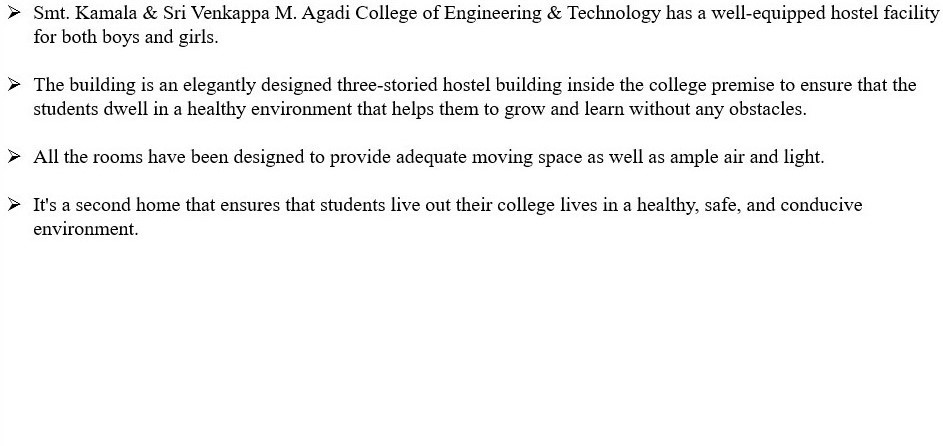 ➢ Smt. Kamala & Sri Venkappa M. Agadi College of Engineering & Technology has a well-equipped hostel facility
for both boys and girls.
➢ The building is an elegantly designed three-storied hostel building inside the college premise to ensure that the
students dwell in a healthy environment that helps them to grow and learn without any obstacles.
➢ All the rooms have been designed to provide adequate moving space as well as ample air and light.
➢ It's a second home that ensures that students live out their college lives in a healthy, safe, and conducive
environment.